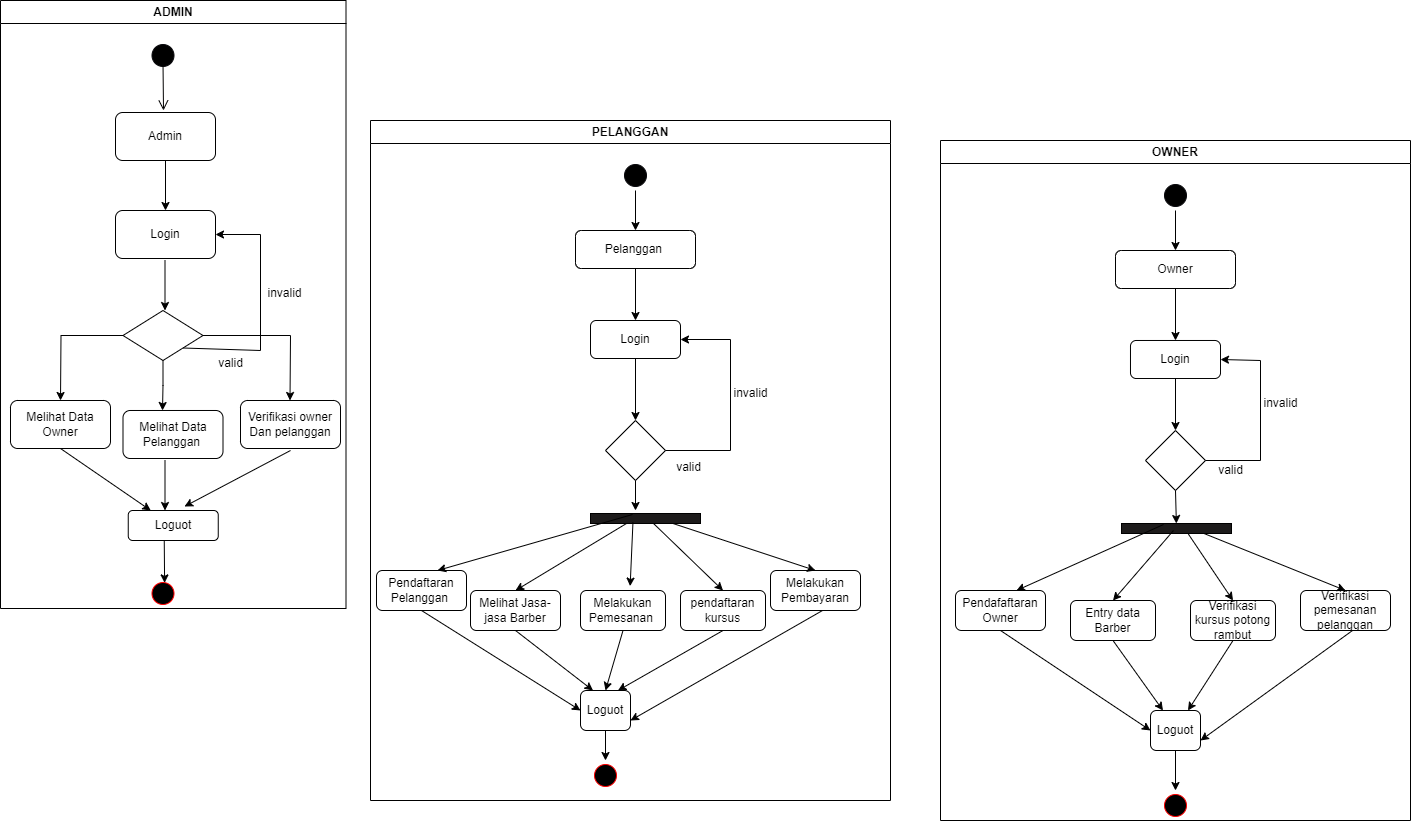 ADMIN
Admin
Login
invalid
valid
Melihat Data
Owner
Melihat Data
Pelanggan
Verifikasi owner
Dan pelanggan
Loguot
PELANGGAN
Pelanggan
Login
invalid
valid
Pendaftaran
Pelanggan
Melihat Jasa-
jasa Barber
Melakukan
Pemesanan
pendaftaran
kursus
Melakukan
Pembayaran
Loguot
OWNER
Owner
Login
invalid
valid
Pendafaftaran
Owner
Entry data
Barber
Verifikasi
kursus potong
rambut
Verifikasi
pemesanan
pelanggan
Loguot